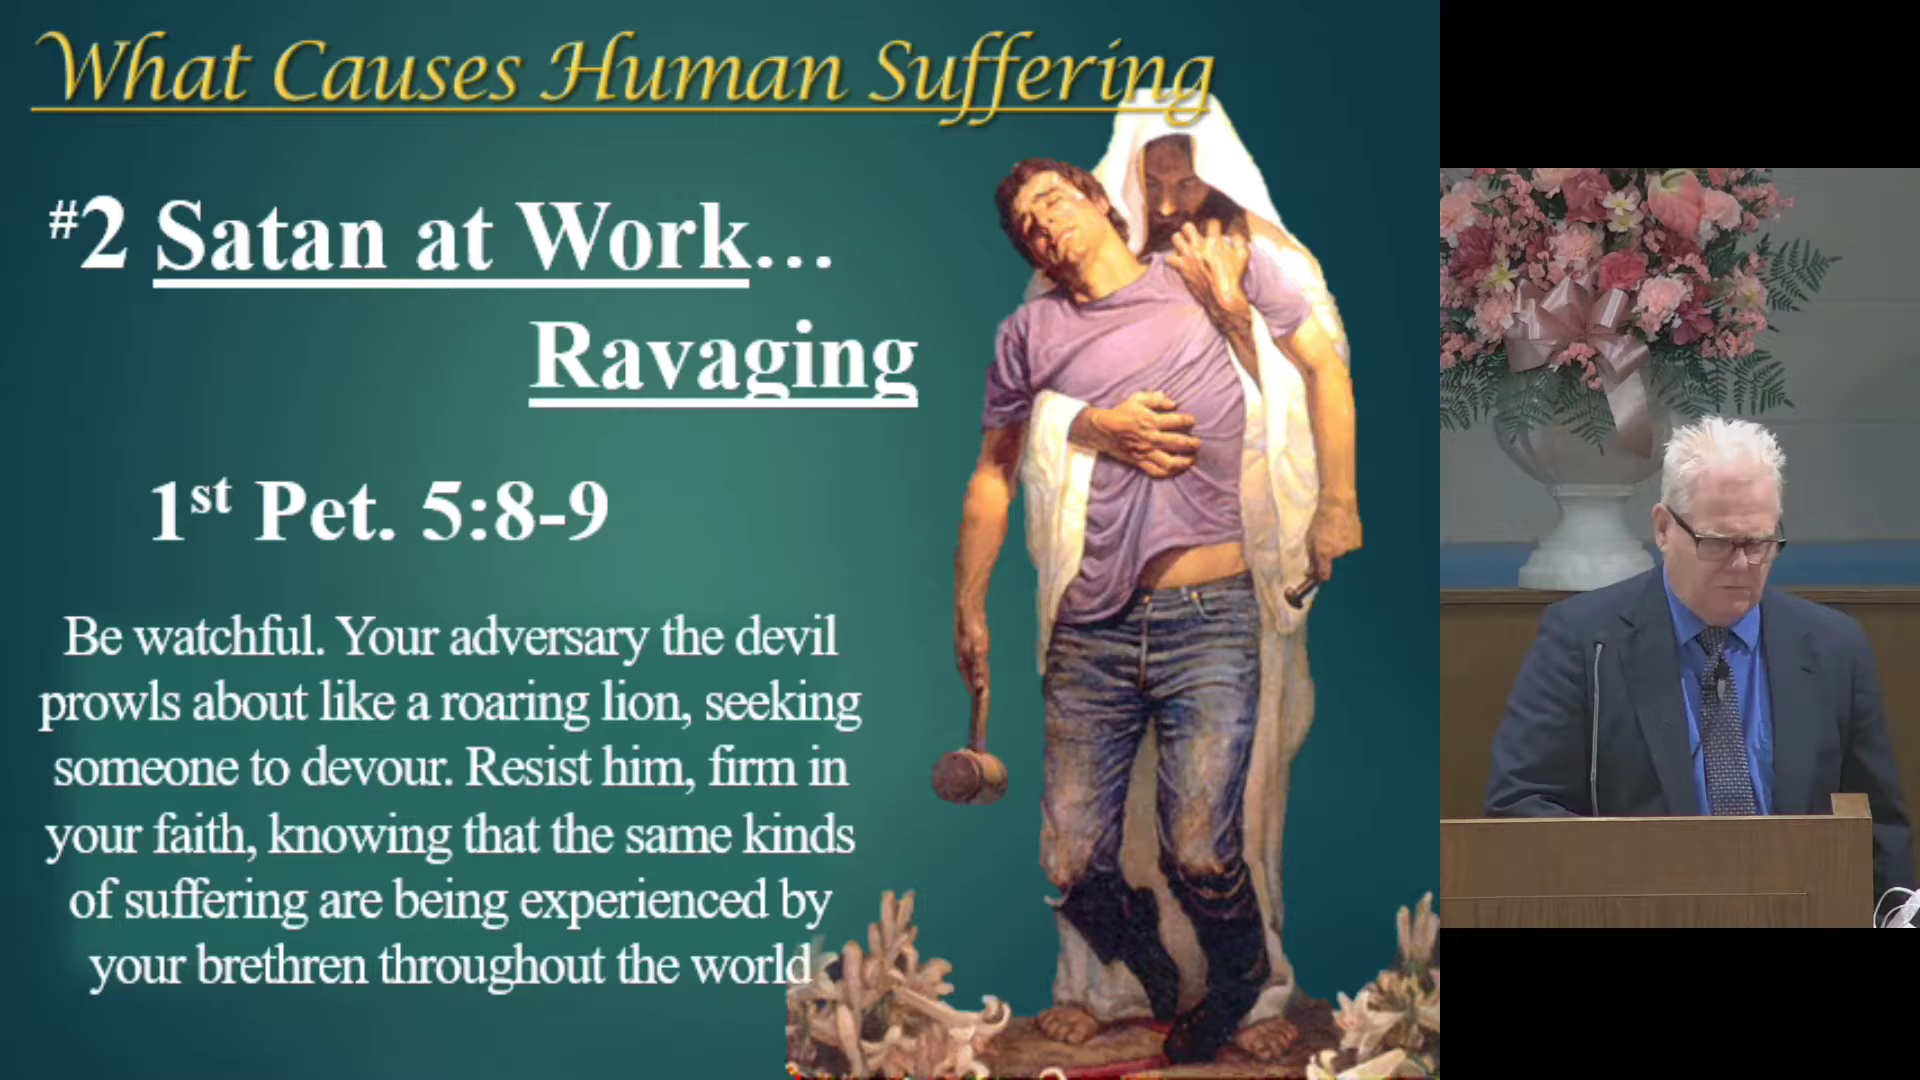 What Causes Human Suffering
#2 Satan at Work...
Ravaging
1st Pet. 5:8-9
Be watchful. Your adversary the devil
prowls about like a roaring lion, seeking
someone to devour. Resist him, firm in
your faith, knowing that the same kinds
of suffering are being experienced by
your brethren throughout the world